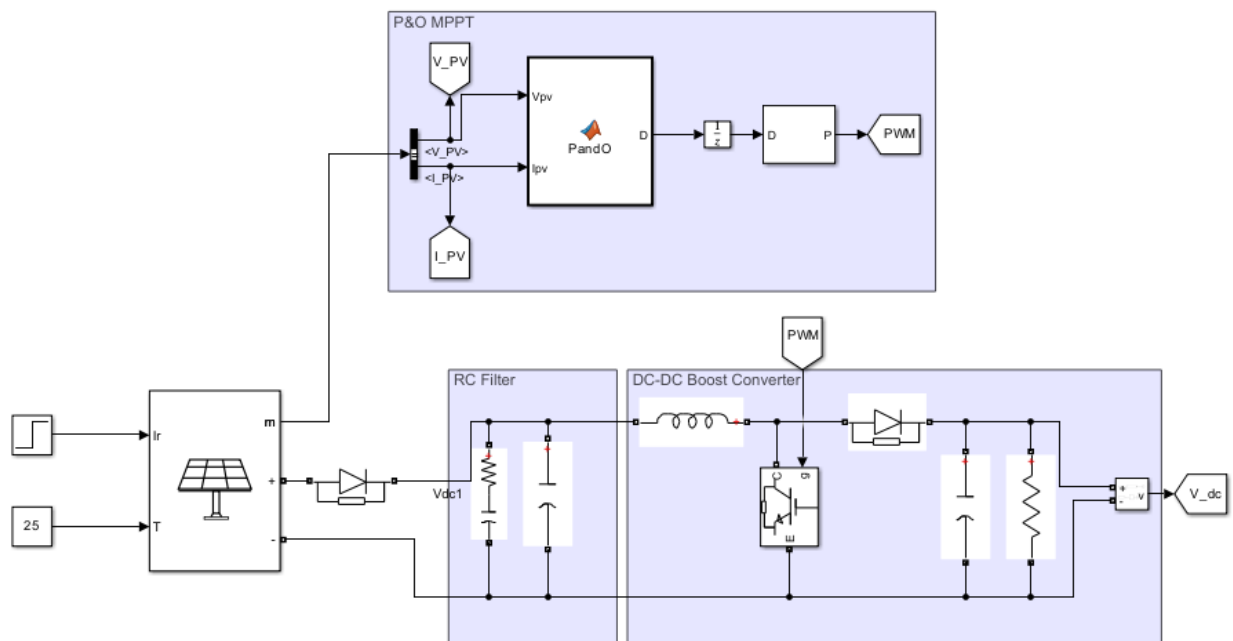 P&O MPPT
V_PV
Vpv
<V_PV>
PandO
D
1
z
D
P
PWM
<I_PV>
Ipv
I_PV
PWM
RC Filter
DC-DC Boost Converter
Ir
m
+
Vdc1
C
g
E
+
-
v
V_dc
25
T
-